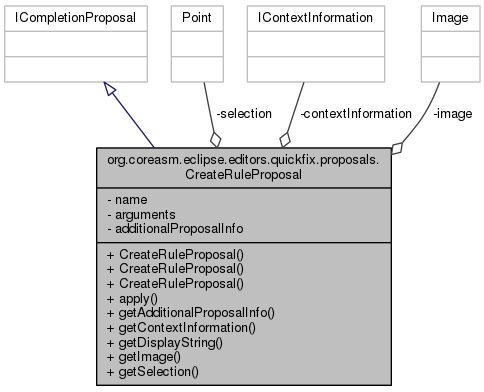 ICompletionProposal
Point
IContextInformation
Image
-selection
-contextInformation
-image
org.coreasm.eclipse.editors.quickfix.proposals.
CreateRuleProposal
- name
- arguments
- additionalProposalInfo
+ CreateRuleProposal()
+ CreateRuleProposal()
+ CreateRuleProposal()
+ apply()
+ getAdditionalProposalInfo()
+ getContextInformation()
+ getDisplayString()
+ getImage()
+ getSelection()